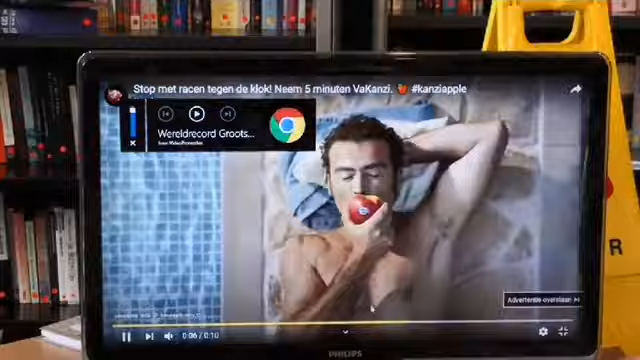 Stop met racen tegen de klok! Neem 5 minuten VaKanzi. 🍎 #kanziapple
Wereldrecord Groots...
Advertentie overslaan
0:06 / 0:10
PHILIPS
R